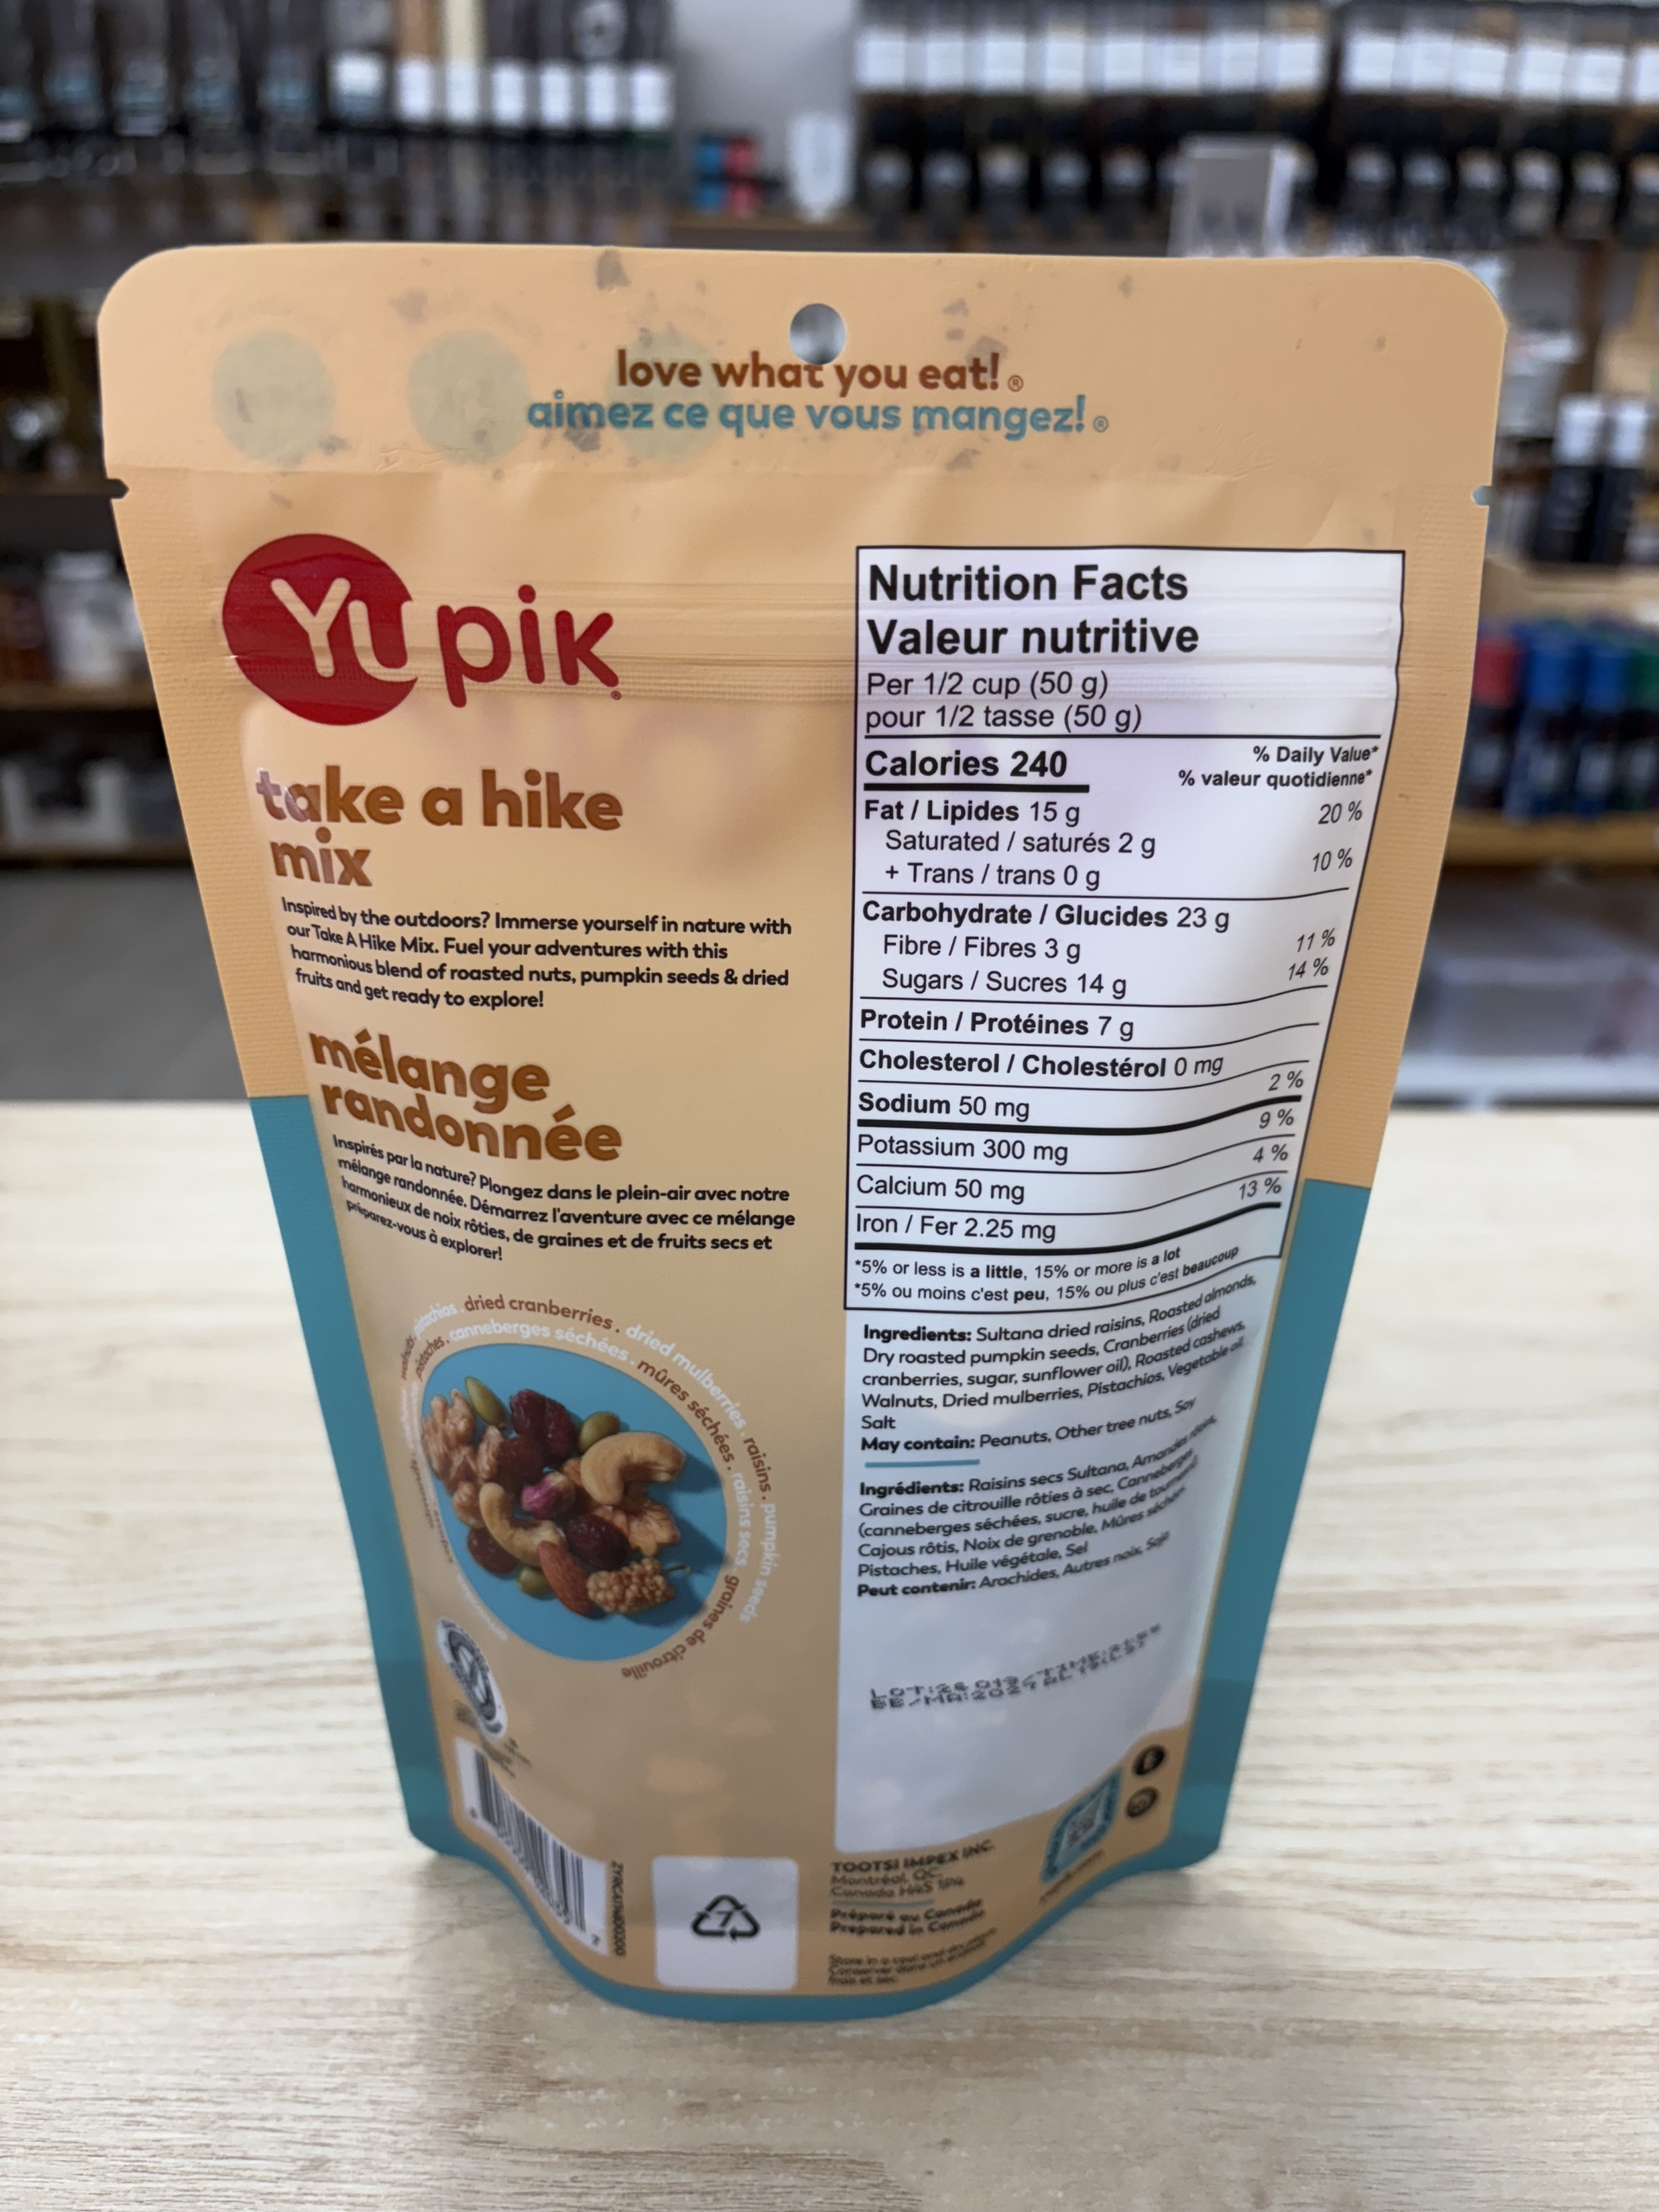 love what you eat!®
aimez ce que vous mangez!®
Yupik®
take a hike
mix
Inspired by the outdoors? Immerse yourself in nature with
our Take A Hike Mix. Fuel your adventures with this
harmonious blend of roasted nuts, pumpkin seeds & dried
fruits and get ready to explore!
mélange
randonnée
Inspirés par la nature? Plongez dans le plein-air avec notre
mélange randonnée. Démarrez l'aventure avec ce mélange
harmonieux de noix rôties, de graines et de fruits secs et
préparez-vous à explorer!
pistachios . dried cranberries . dried mulberries . raisins . pumpkin seeds
pistaches . canneberges séchées . mûres séchées . raisins secs . graines de citrouille
Nutrition Facts
Valeur nutritive
Per 1/2 cup (50 g)
pour 1/2 tasse (50 g)
Calories 240
% Daily Value*
% valeur quotidienne*
Fat / Lipides 15 g 20 %
Saturated / saturés 2 g
+ Trans / trans 0 g 10 %
Carbohydrate / Glucides 23 g
Fibre / Fibres 3 g 11 %
Sugars / Sucres 14 g 14 %
Protein / Protéines 7 g
Cholesterol / Cholestérol 0 mg
Sodium 50 mg 2 %
Potassium 300 mg 9 %
Calcium 50 mg 4 %
Iron / Fer 2.25 mg 13 %
*5% or less is a little, 15% or more is a lot
*5% ou moins c'est peu, 15% ou plus c'est beaucoup
Ingredients: Sultana dried raisins, Roasted almonds,
Dry roasted pumpkin seeds, Cranberries (dried
cranberries, sugar, sunflower oil), Roasted cashews,
Walnuts, Dried mulberries, Pistachios, Vegetable oil
Salt
May contain: Peanuts, Other tree nuts, Soy
Ingrédients: Raisins secs Sultana, Amandes rôties,
Graines de citrouille rôties à sec, Canneberges
(canneberges séchées, sucre, huile de tournesol)
Cajous rôtis, Noix de grenoble, Mûres séchées
Pistaches, Huile végétale, Sel
Peut contenir: Arachides, Autres noix, Soja
7
TOOTSI IMPEX INC.
Montréal, QC
Canada
Préparé au Canada
Prepared in Canada